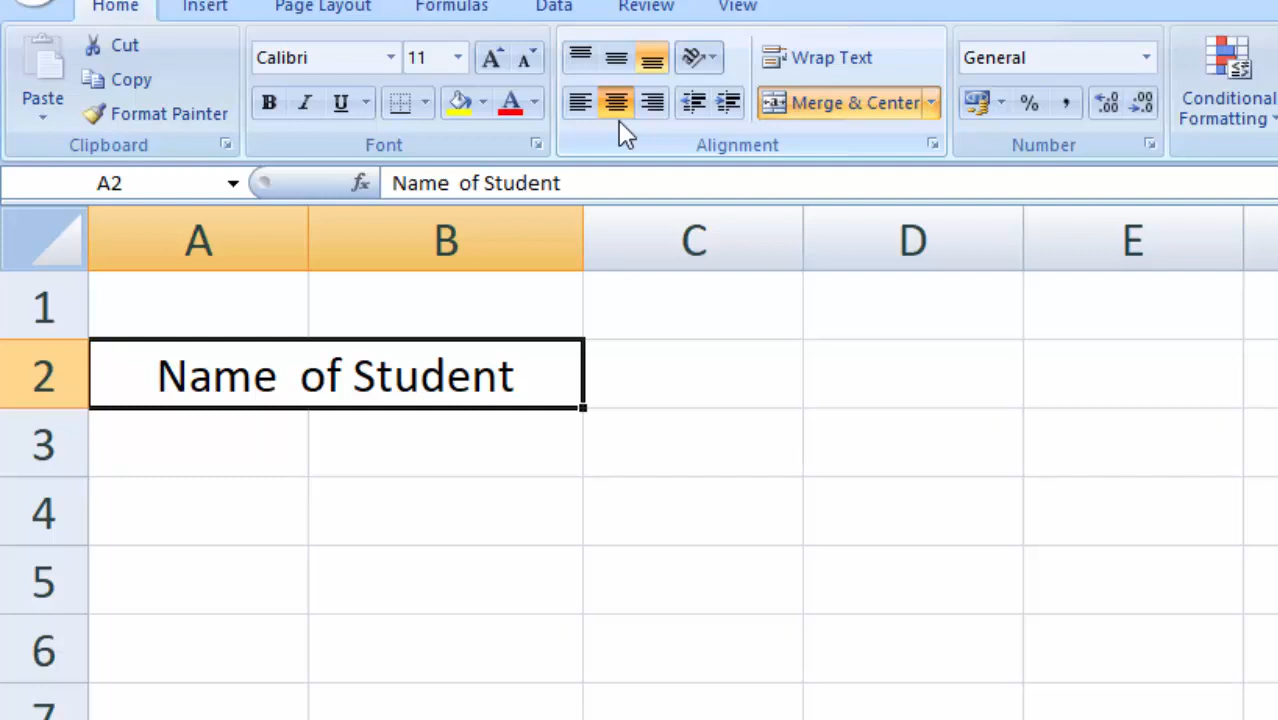 Home Insert Page Layout Formulas Data Review View
Paste
Cut
Copy
Format Painter
Clipboard
Calibri 11
B I U A
Font
Wrap Text
Merge & Center
Alignment
General
% ,
Number
Conditional
Formatting
A2 fx Name  of Student
A B C D E
1
2 Name  of Student
3
4
5
6
7